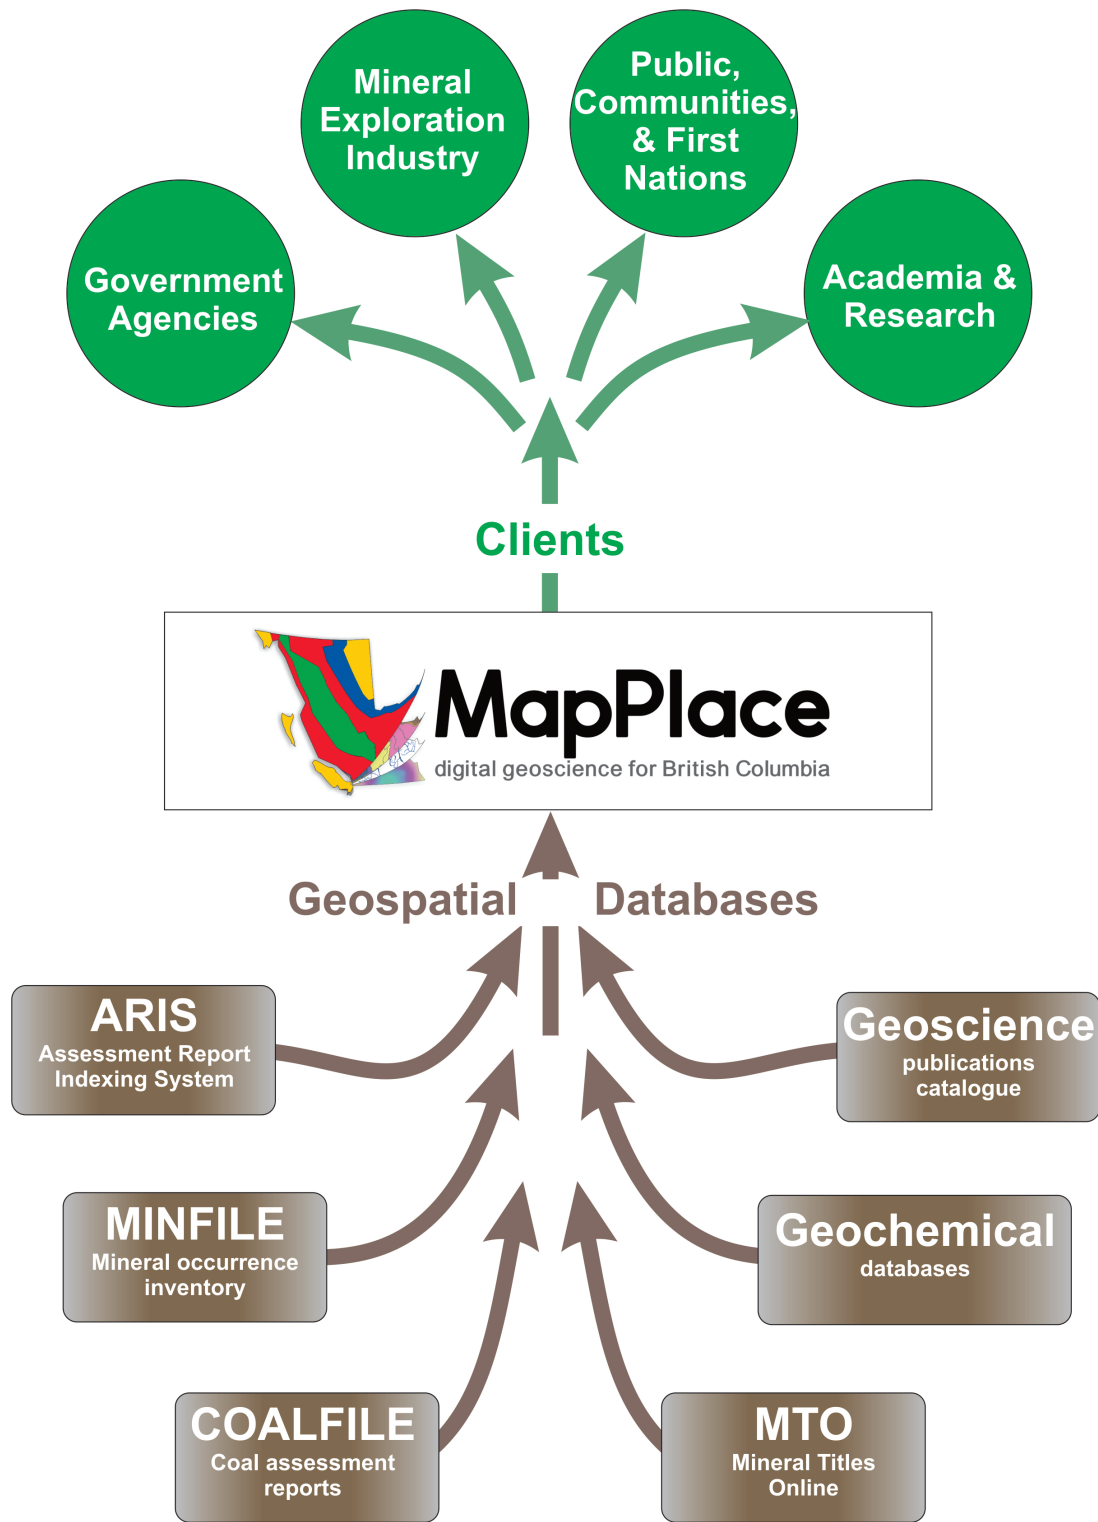 Mineral
Exploration
Industry
Public,
Communities,
& First
Nations
Government
Agencies
Academia &
Research
Clients
MapPlace
digital geoscience for British Columbia
Geospatial Databases
ARIS
Assessment Report
Indexing System
Geoscience
publications
catalogue
MINFILE
Mineral occurrence
inventory
Geochemical
databases
COALFILE
Coal assessment
reports
MTO
Mineral Titles
Online